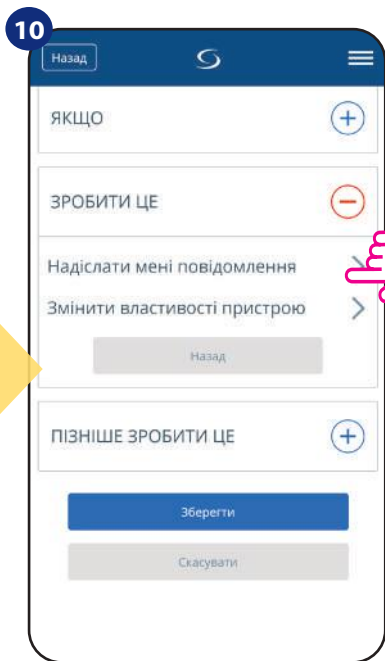 10
Назад
ЯКЩО
ЗРОБИТИ ЦЕ
Надіслати мені повідомлення
Змінити властивості пристрою
Назад
ПІЗНІШЕ ЗРОБИТИ ЦЕ
Зберегти
Скасувати